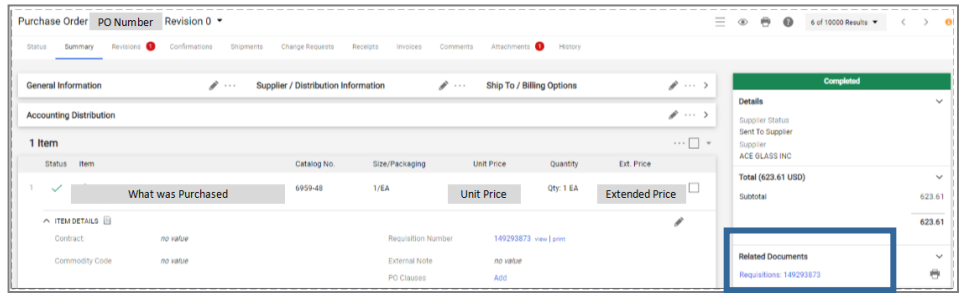 Purchase Order PO Number Revision 0
6 of 10000 Results
Status Summary Revisions 1 Confirmations Shipments Change Requests Receipts Invoices Comments Attachments 1 History
General Information ... Supplier / Distribution Information ... Ship To / Billing Options ...
Accounting Distribution ...
1 Item ...
Status Item Catalog No. Size/Packaging Unit Price Quantity Ext. Price
1 What was Purchased 6959-48 1/EA Unit Price Qty: 1 EA Extended Price
ITEM DETAILS
Contract: no value Requisition Number 149293873 view | print
Commodity Code no value External Note no value
PO Clauses Add
Completed
Details
Supplier Status
Sent To Supplier
Supplier
ACE GLASS INC
Total (623.61 USD)
Subtotal 623.61
623.61
Related Documents
Requisitions: 149293873